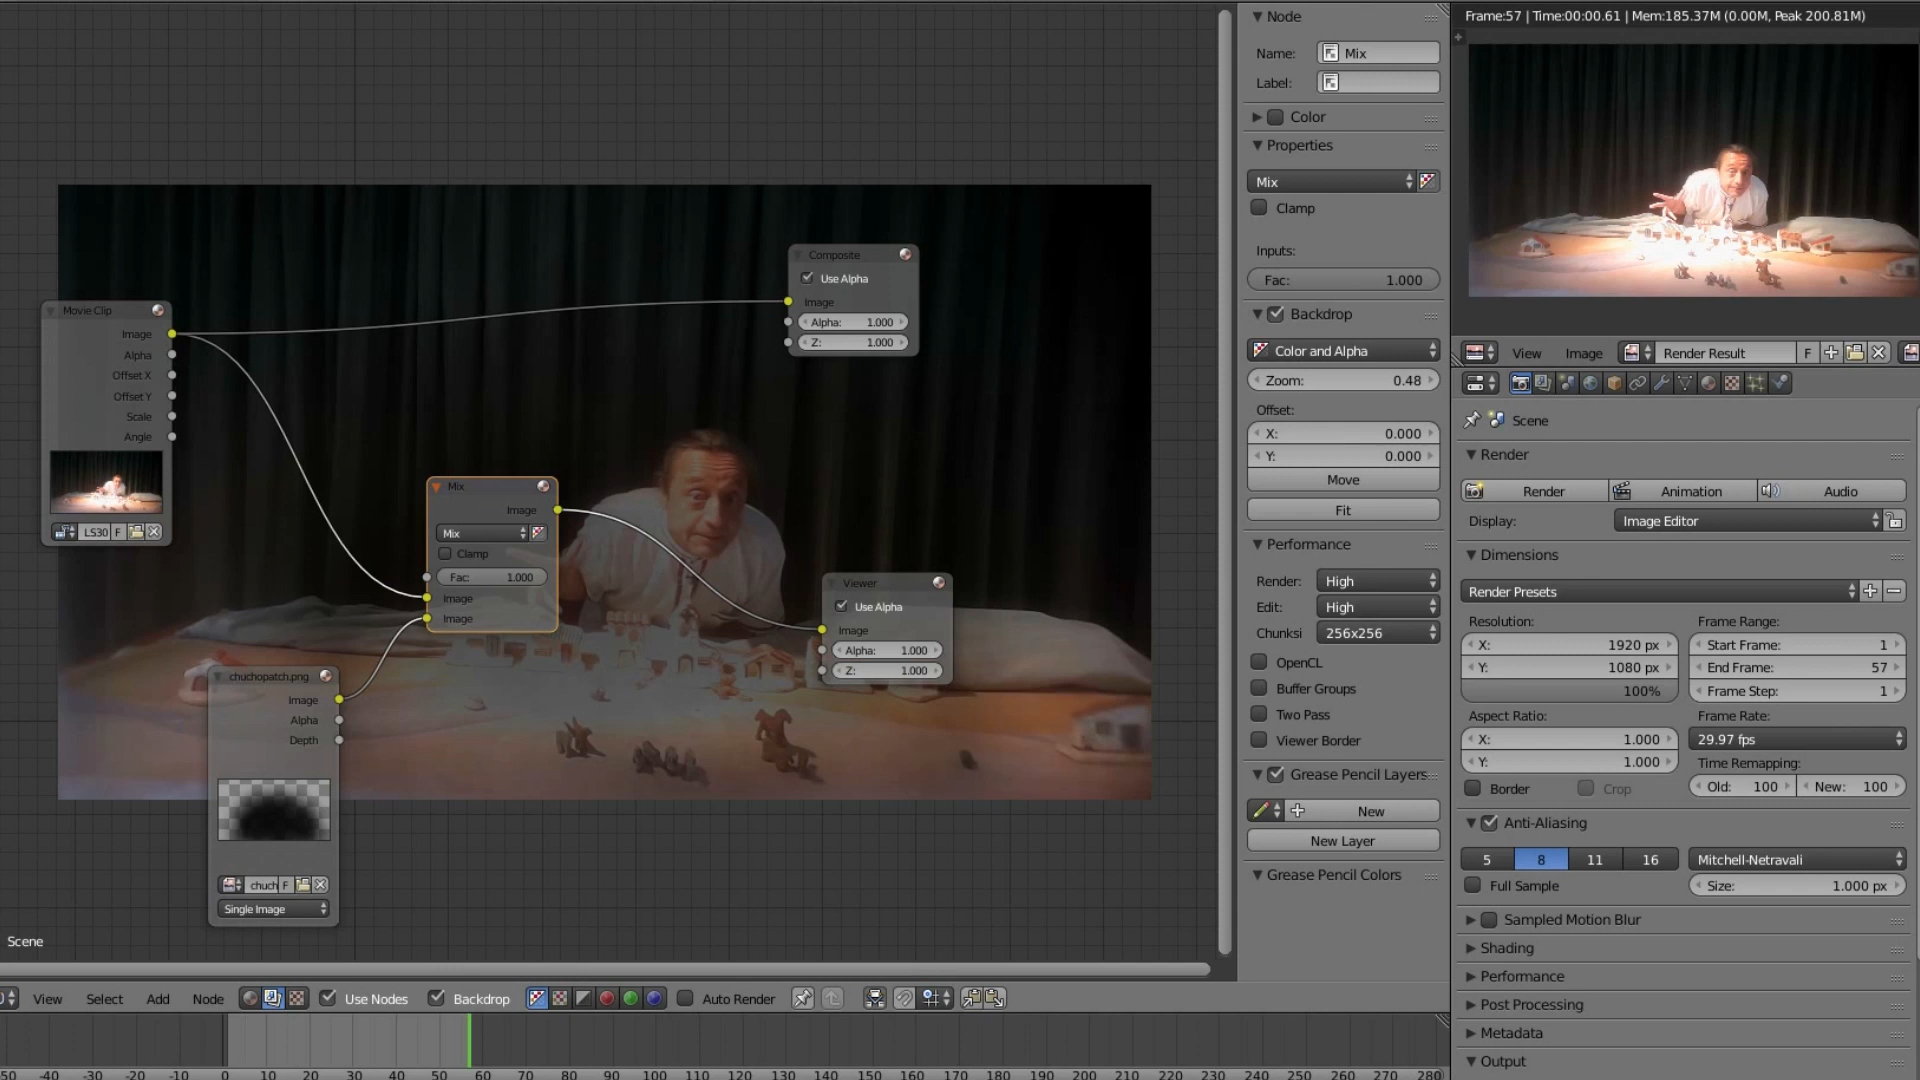 Frame:57 | Time:00:00.61 | Mem:185.37M (0.00M, Peak 200.81M)
Node
Name: Mix
Label:
Color
Properties
Mix
Clamp
Inputs:
Fac: 1.000
Backdrop
Color and Alpha
Zoom: 0.48
Offset:
X: 0.000
Y: 0.000
Move
Fit
Performance
Render: High
Edit: High
Chunksi 256x256
OpenCL
Buffer Groups
Two Pass
Viewer Border
Grease Pencil Layers
New
New Layer
Grease Pencil Colors
Composite
Use Alpha
Image
Alpha: 1.000
Z: 1.000
Movie Clip
Image
Alpha
Offset X
Offset Y
Scale
Angle
LS30 F
Mix
Image
Mix
Clamp
Fac: 1.000
Image
Image
Viewer
Use Alpha
Image
Alpha: 1.000
Z: 1.000
chuchopatch.png
Image
Alpha
Depth
chuch F
Single Image
Scene
View Select Add Node Use Nodes Backdrop Auto Render
-40 -30 -20 -10 0 10 20 30 40 50 60 70 80 90 100 110 120 130 140 150 160 170 180 190 200 210 220 230 240 250 260 270 280
View Image Render Result F
Scene
Render
Render Animation Audio
Display: Image Editor
Dimensions
Render Presets
Resolution: Frame Range:
X: 1920 px Start Frame: 1
Y: 1080 px End Frame: 57
100% Frame Step: 1
Aspect Ratio: Frame Rate:
X: 1.000 29.97 fps
Y: 1.000 Time Remapping:
Border Crop Old: 100 New: 100
Anti-Aliasing
5 8 11 16 Mitchell-Netravali
Full Sample Size: 1.000 px
Sampled Motion Blur
Shading
Performance
Post Processing
Metadata
Output